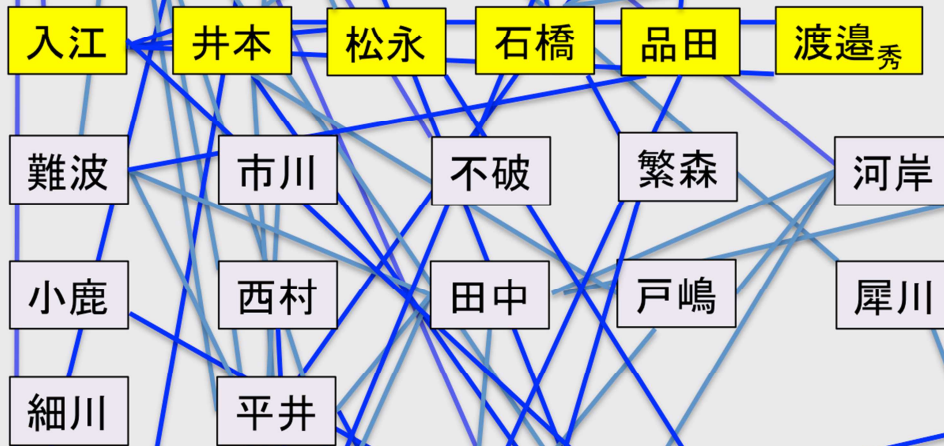 入江 井本 松永 石橋 品田 渡邉秀
難波 市川 不破 繁森 河岸
小鹿 西村 田中 戸嶋 犀川
細川 平井